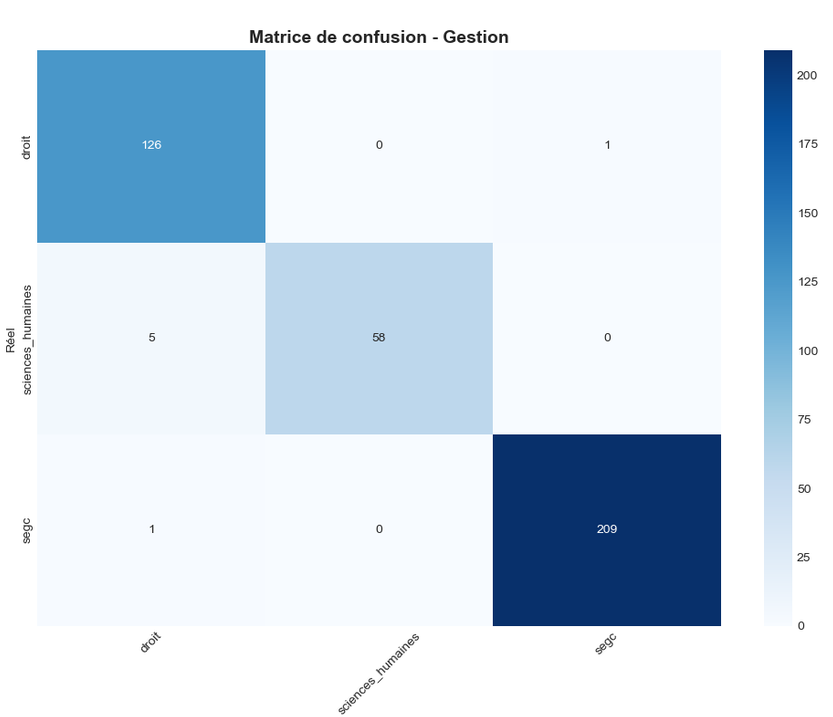 Matrice de confusion - Gestion
droit
126
0
1
Réel
sciences_humaines
5
58
0
segc
1
0
209
droit
sciences_humaines
segc
200
175
150
125
100
75
50
25
0